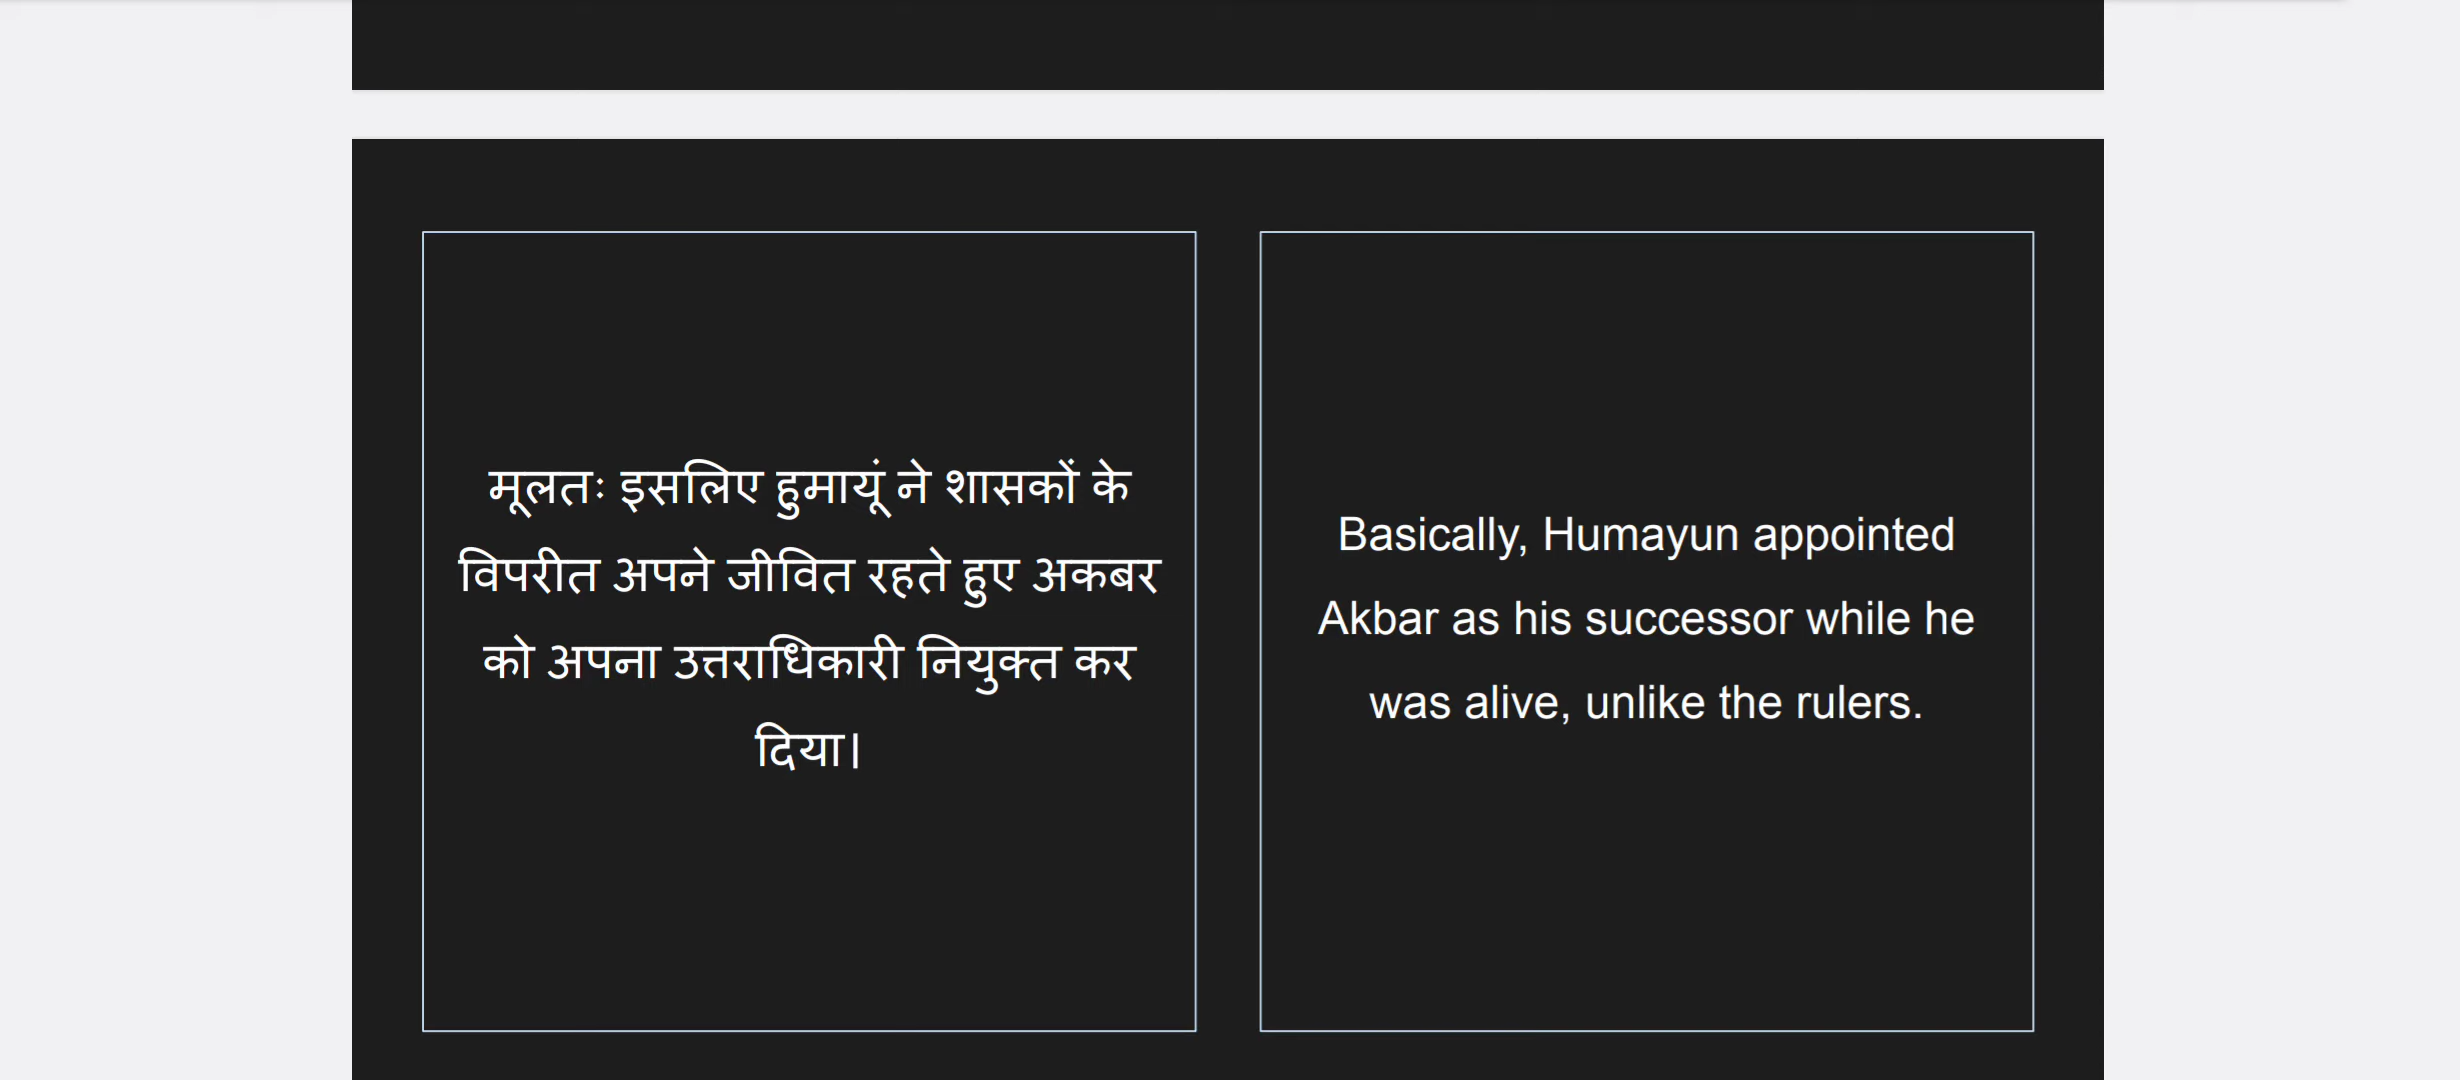 मूलतः इसलिए हुमायूं ने शासकों के
विपरीत अपने जीवित रहते हुए अकबर
को अपना उत्तराधिकारी नियुक्त कर
दिया।
Basically, Humayun appointed
Akbar as his successor while he
was alive, unlike the rulers.